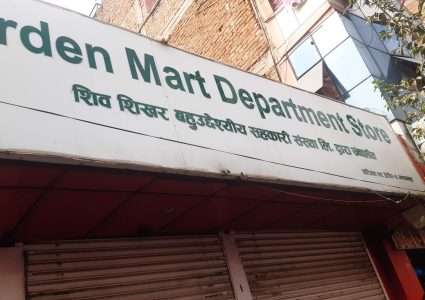 rden Mart Department Store
शिव शिखर बहुउद्देश्यीय सहकारी संस्था लि. द्वारा संचालित